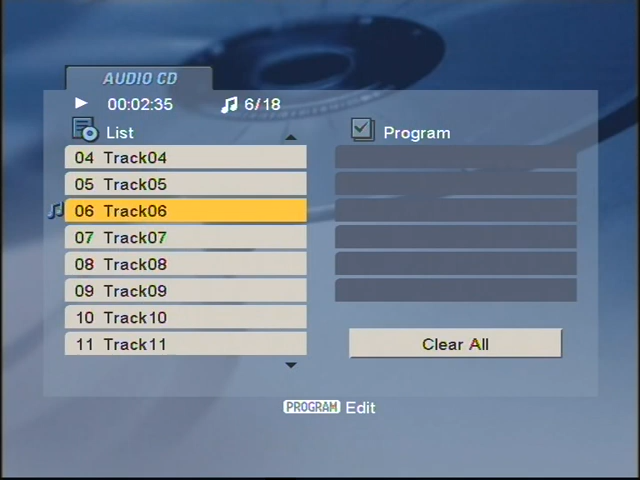 AUDIO CD
00:02:35 6/18
List
Program
04 Track04
05 Track05
06 Track06
07 Track07
08 Track08
09 Track09
10 Track10
11 Track11
Clear All
PROGRAM Edit